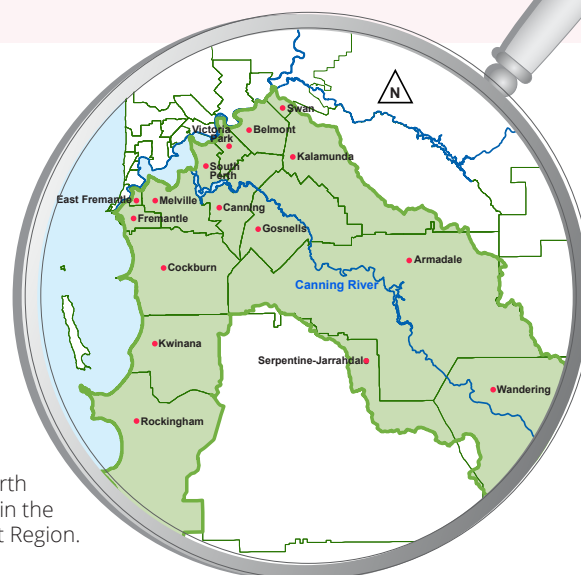 N
Swan
Victoria
Park
Belmont
South
Perth
Kalamunda
East Fremantle
Melville
Fremantle
Canning
Gosnells
Cockburn
Armadale
Canning River
Kwinana
Serpentine-Jarrahdal
Wandering
Rockingham
rth
in the
t Region.